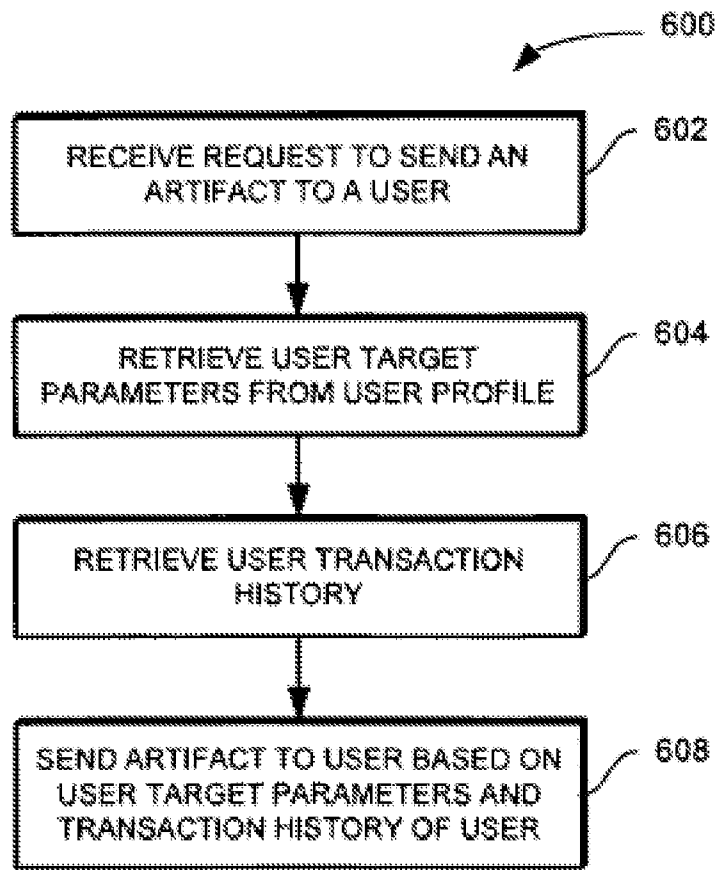 600
RECEIVE REQUEST TO SEND AN
ARTIFACT TO A USER
602
RETRIEVE USER TARGET
PARAMETERS FROM USER PROFILE
604
RETRIEVE USER TRANSACTION
HISTORY
606
SEND ARTIFACT TO USER BASED ON
USER TARGET PARAMETERS AND
TRANSACTION HISTORY OF USER
608